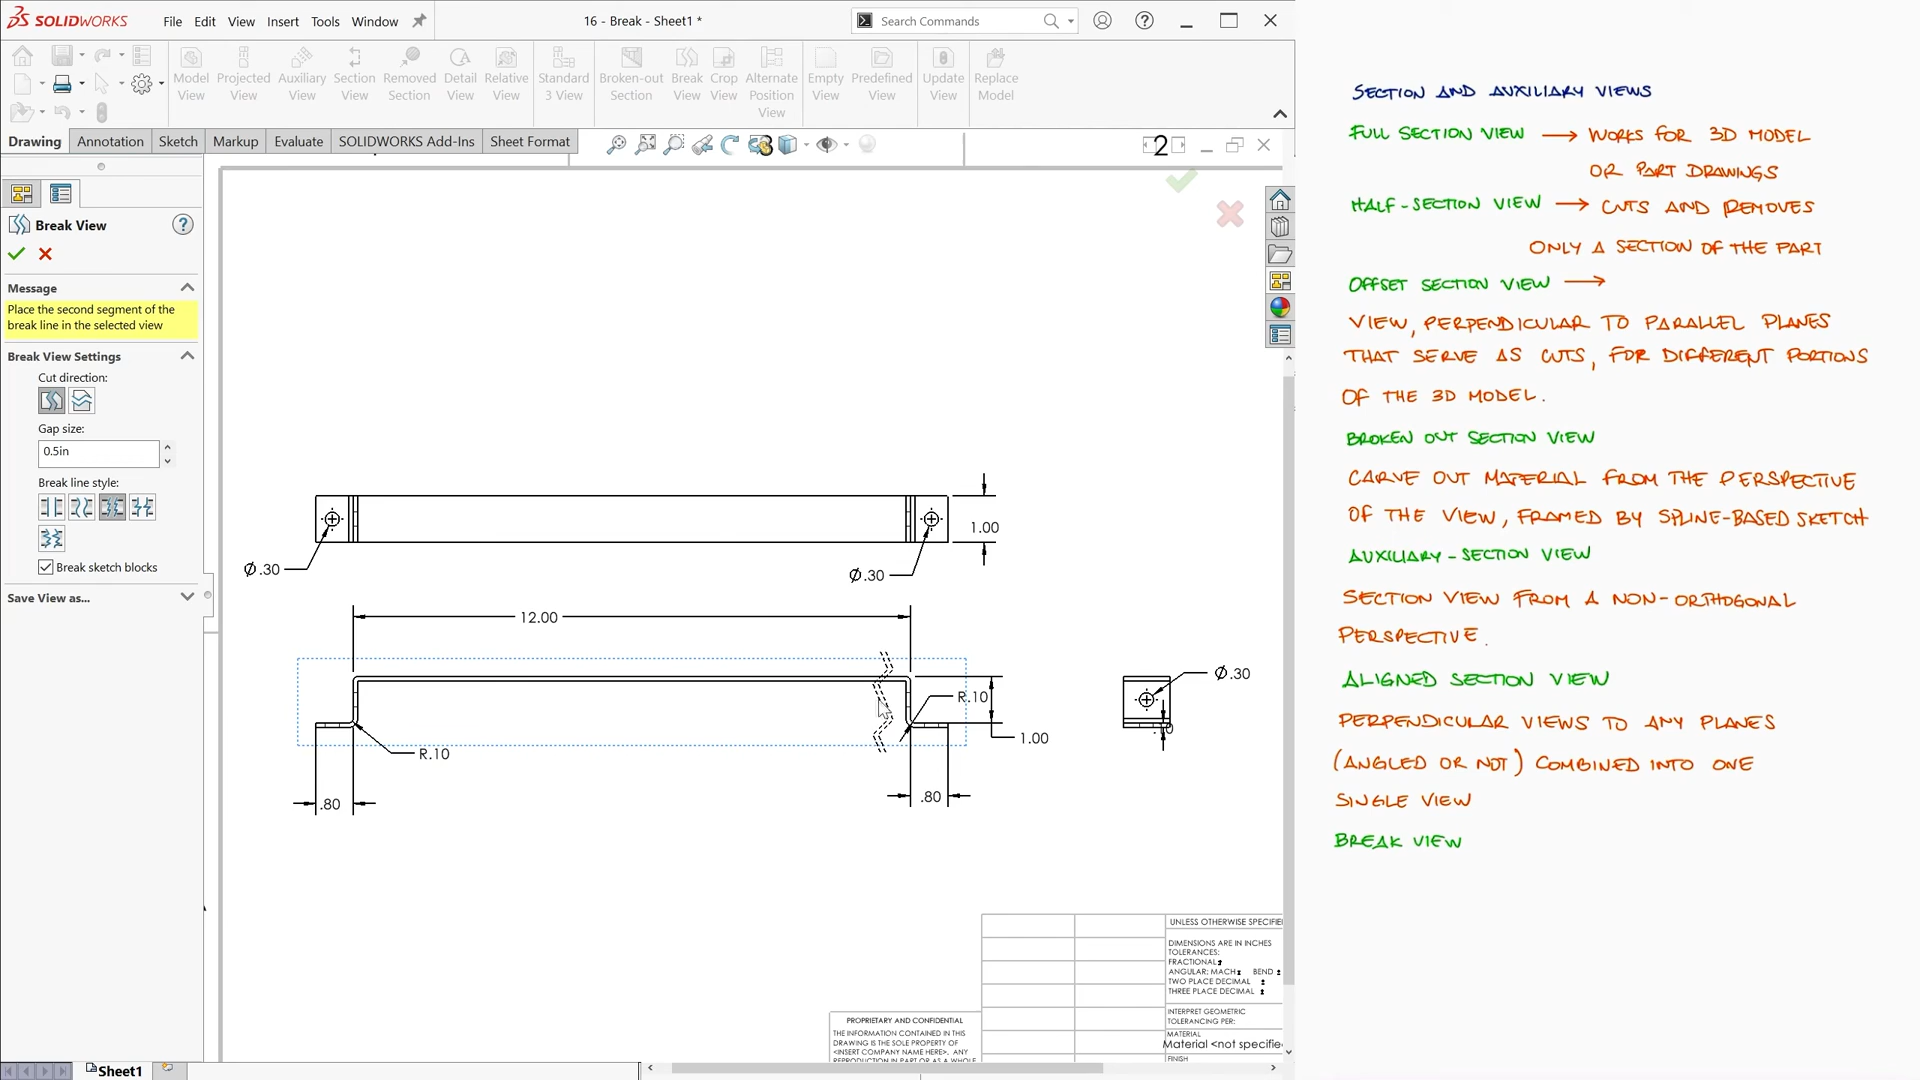 SOLIDWORKS
File Edit View Insert Tools Window
16 - Break - Sheet1 *
Search Commands
Model View
Projected View
Auxiliary View
Section View
Removed Section
Detail View
Relative View
Standard 3 View
Broken-out Section
Break View
Crop View
Alternate Position View
Empty View
Predefined View
Update View
Replace Model
Drawing Annotation Sketch Markup Evaluate SOLIDWORKS Add-Ins Sheet Format
2
Break View
Message
Place the second segment of the
break line in the selected view
Break View Settings
Cut direction:
Gap size:
0.5in
Break line style:
Break sketch blocks
Save View as...
1.00
Ø.30
Ø.30
12.00
R.10
Ø.30
.10
1.00
R.10
.80
.80
UNLESS OTHERWISE SPECIFIE
DIMENSIONS ARE IN INCHES
TOLERANCES:
FRACTIONAL±
ANGULAR: MACH± BEND ±
TWO PLACE DECIMAL ±
THREE PLACE DECIMAL ±
INTERPRET GEOMETRIC
TOLERANCING PER:
MATERIAL
Material <not specifie
FINISH
PROPRIETARY AND CONFIDENTIAL
THE INFORMATION CONTAINED IN THIS
DRAWING IS THE SOLE PROPERTY OF
<INSERT COMPANY NAME HERE>. ANY
REPRODUCTION IN PART OR AS A WHOLE
Sheet1
SECTION AND AUXILIARY VIEWS
FULL SECTION VIEW → WORKS FOR 3D MODEL
OR PART DRAWINGS
HALF-SECTION VIEW → CUTS AND REMOVES
ONLY A SECTION OF THE PART
OFFSET SECTION VIEW →
VIEW, PERPENDICULAR TO PARALLEL PLANES
THAT SERVE AS CUTS, FOR DIFFERENT PORTIONS
OF THE 3D MODEL.
BROKEN OUT SECTION VIEW
CARVE OUT MATERIAL FROM THE PERSPECTIVE
OF THE VIEW, FRAMED BY SPLINE-BASED SKETCH
AUXILIARY-SECTION VIEW
SECTION VIEW FROM A NON-ORTHOGONAL
PERSPECTIVE.
ALIGNED SECTION VIEW
PERPENDICULAR VIEWS TO ANY PLANES
(ANGLED OR NOT) COMBINED INTO ONE
SINGLE VIEW
BREAK VIEW